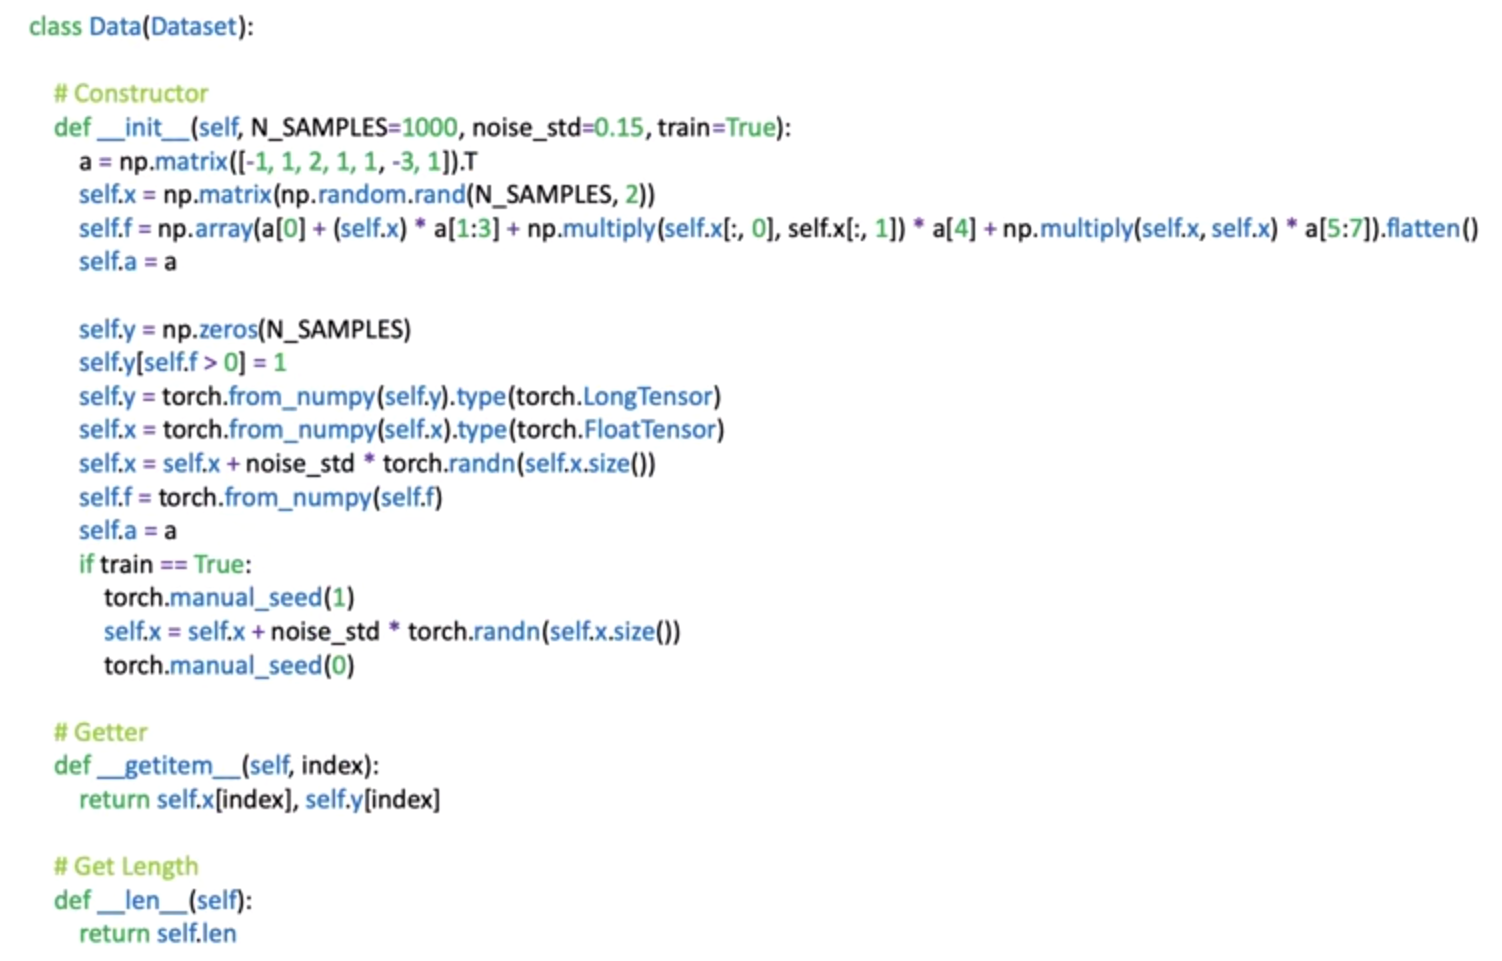 class Data(Dataset):
# Constructor
def __init__(self, N_SAMPLES=1000, noise_std=0.15, train=True):
a = np.matrix([-1, 1, 2, 1, 1, -3, 1]).T
self.x = np.matrix(np.random.rand(N_SAMPLES, 2))
self.f = np.array(a[0] + (self.x) * a[1:3] + np.multiply(self.x[:, 0], self.x[:, 1]) * a[4] + np.multiply(self.x, self.x) * a[5:7]).flatten()
self.a = a
self.y = np.zeros(N_SAMPLES)
self.y[self.f > 0] = 1
self.y = torch.from_numpy(self.y).type(torch.LongTensor)
self.x = torch.from_numpy(self.x).type(torch.FloatTensor)
self.x = self.x + noise_std * torch.randn(self.x.size())
self.f = torch.from_numpy(self.f)
self.a = a
if train == True:
torch.manual_seed(1)
self.x = self.x + noise_std * torch.randn(self.x.size())
torch.manual_seed(0)
# Getter
def __getitem__(self, index):
return self.x[index], self.y[index]
# Get Length
def __len__(self):
return self.len